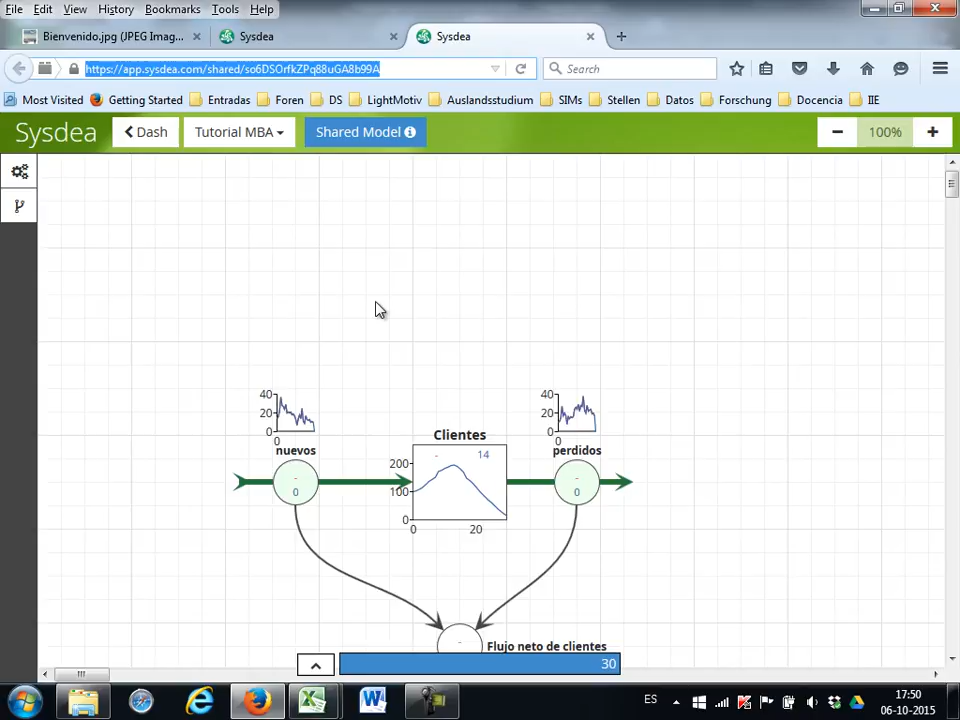 File Edit View History Bookmarks Tools Help
Bienvenido.jpg (JPEG Imag... Sysdea Sysdea
https://app.sysdea.com/shared/so6DSOrfkZPq88uGA8b99A Search
Most Visited Getting Started Entradas Foren DS LightMotiv Auslandsstudium SIMs Stellen Datos Forschung Docencia IIE
Sysdea Dash Tutorial MBA Shared Model 100%
40
20
0
0
nuevos
-
0
Clientes
- 14
200
100
0
0 20
40
20
0
0
perdidos
-
0
-
Flujo neto de clientes
30
ES 17:50
06-10-2015